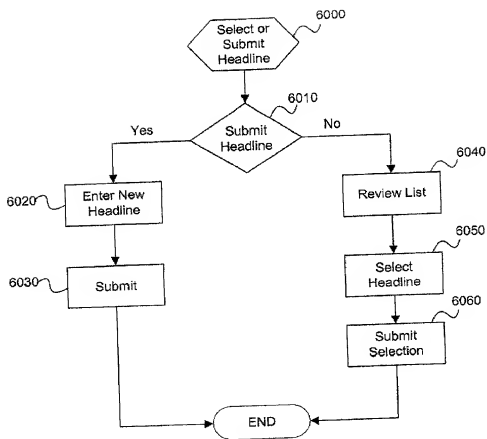 6000
Select or
Submit
Headline
6010
Submit
Headline
Yes
No
6020
Enter New
Headline
6030
Submit
6040
Review List
6050
Select
Headline
6060
Submit
Selection
END